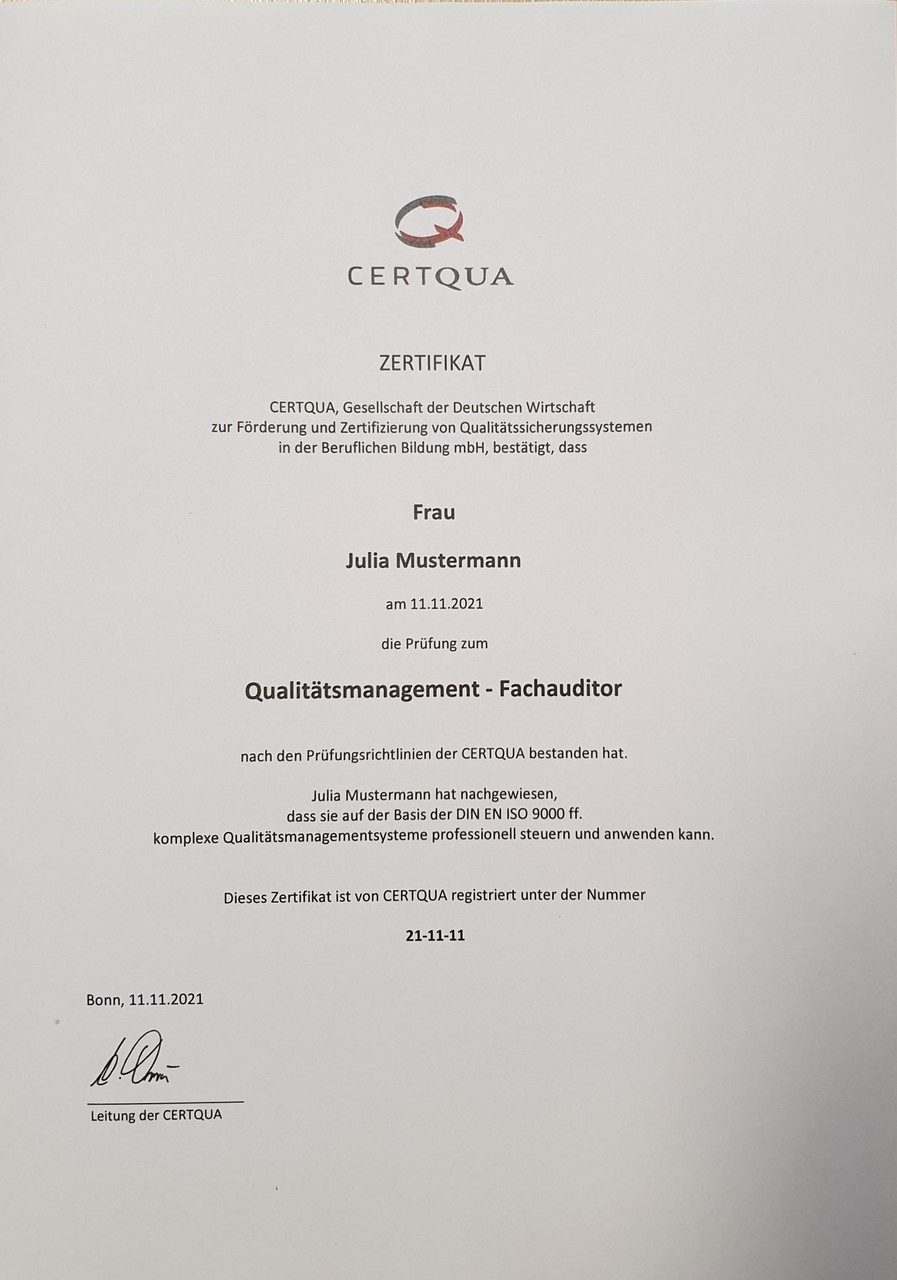 CERTQUA
ZERTIFIKAT
CERTQUA, Gesellschaft der Deutschen Wirtschaft
zur Förderung und Zertifizierung von Qualitätssicherungssystemen
in der Beruflichen Bildung mbH, bestätigt, dass
Frau
Julia Mustermann
am 11.11.2021
die Prüfung zum
Qualitätsmanagement - Fachauditor
nach den Prüfungsrichtlinien der CERTQUA bestanden hat.
Julia Mustermann hat nachgewiesen,
dass sie auf der Basis der DIN EN ISO 9000 ff.
komplexe Qualitätsmanagementsysteme professionell steuern und anwenden kann.
Dieses Zertifikat ist von CERTQUA registriert unter der Nummer
21-11-11
Bonn, 11.11.2021
Leitung der CERTQUA